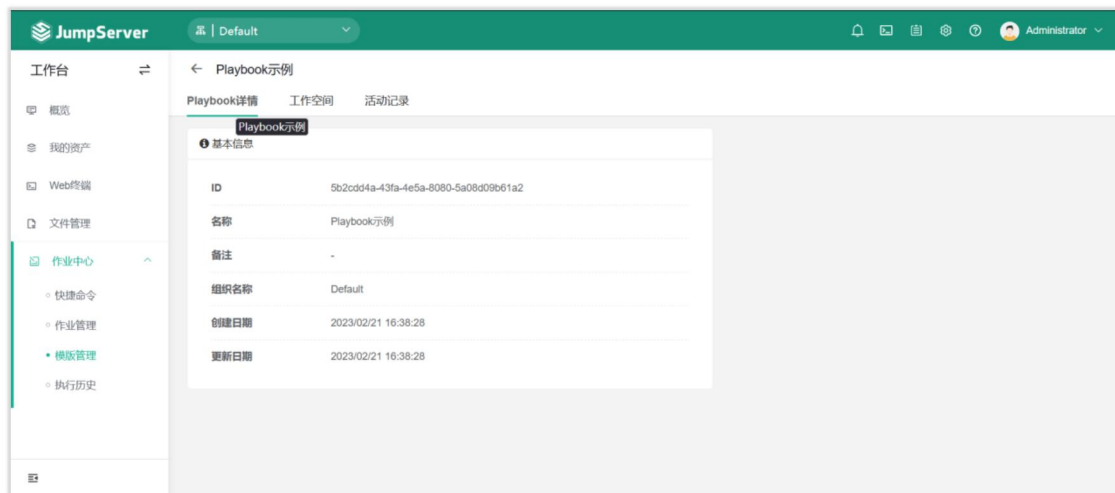 JumpServer
Default
Administrator
工作台
Playbook示例
概览
我的资产
Web终端
文件管理
作业中心
快捷命令
作业管理
模版管理
执行历史
Playbook详情 工作空间 活动记录
Playbook示例
基本信息
ID 5b2cdd4a-43fa-4e5a-8080-5a08d09b61a2
名称 Playbook示例
备注 -
组织名称 Default
创建日期 2023/02/21 16:38:28
更新日期 2023/02/21 16:38:28